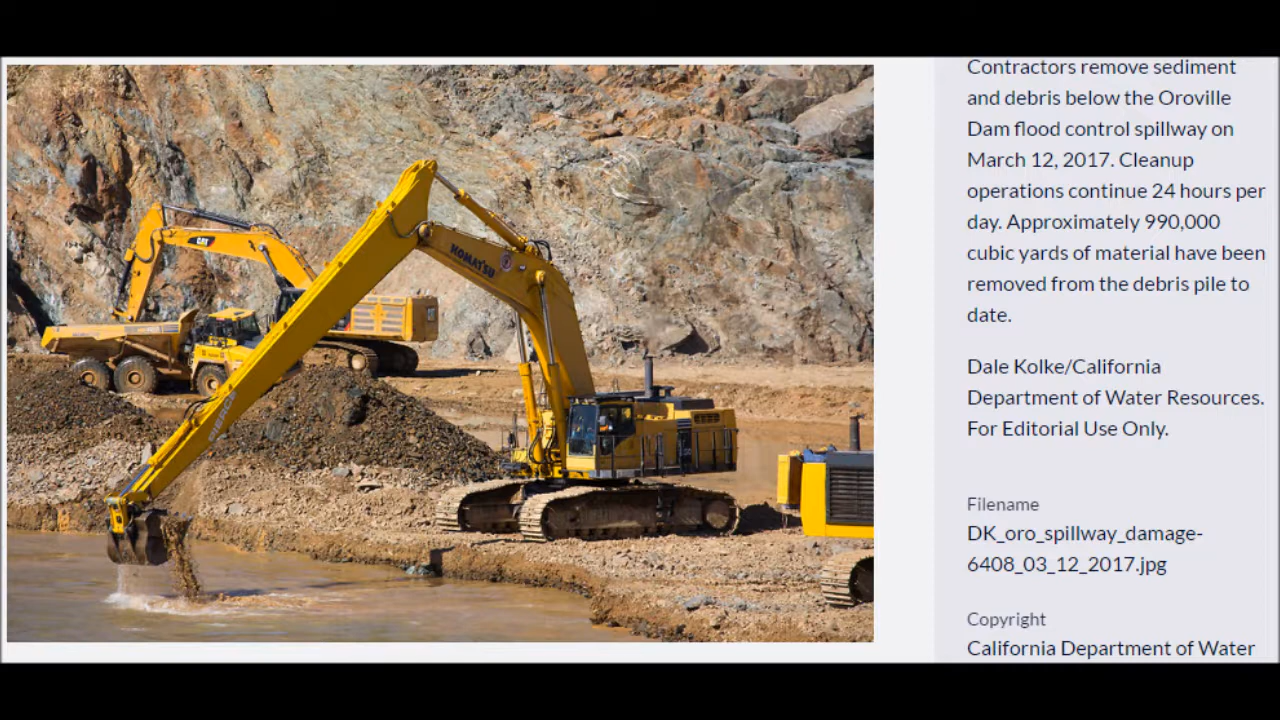 Contractors remove sediment
and debris below the Oroville
Dam flood control spillway on
March 12, 2017. Cleanup
operations continue 24 hours per
day. Approximately 990,000
cubic yards of material have been
removed from the debris pile to
date.
Dale Kolke/California
Department of Water Resources.
For Editorial Use Only.
Filename
DK_oro_spillway_damage-
6408_03_12_2017.jpg
Copyright
California Department of Water
CAT
KOMATSU